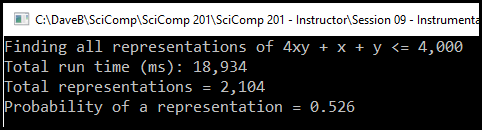 C:\DaveB\SciComp\SciComp 201\SciComp 201 - Instructor\Session 09 - Instrumenta
Finding all representations of 4xy + x + y <= 4,000
Total run time (ms): 18,934
Total representations = 2,104
Probability of a representation = 0.526